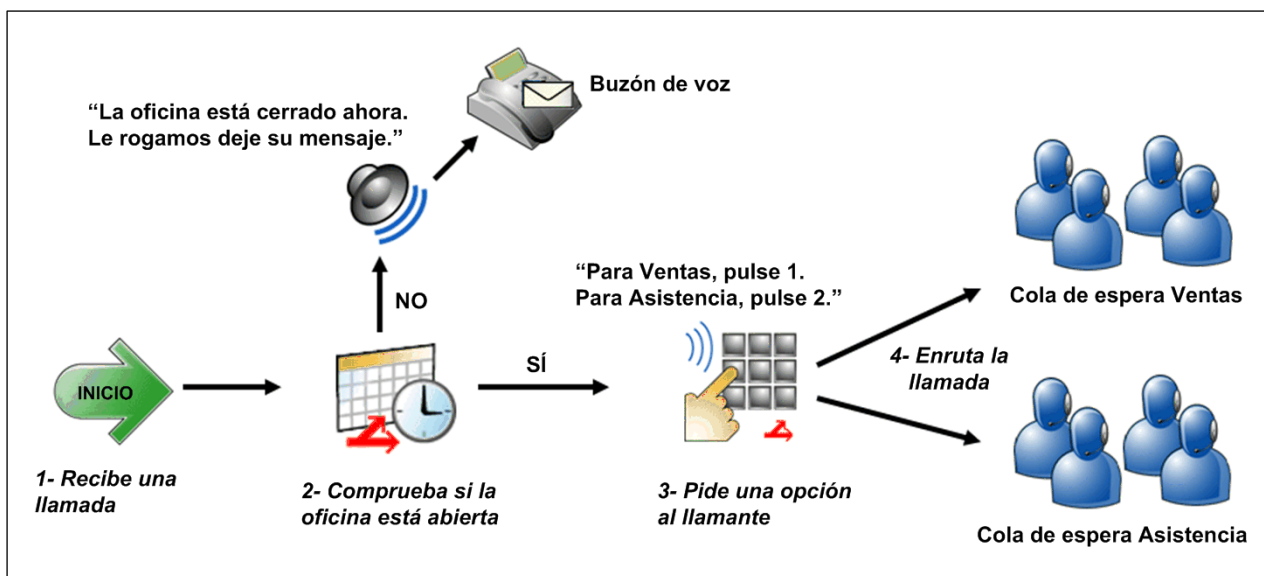 Buzón de voz
“La oficina está cerrado ahora.
Le rogamos deje su mensaje.”
NO
“Para Ventas, pulse 1.
Para Asistencia, pulse 2.”
Cola de espera Ventas
INICIO
SÍ
4- Enruta la
llamada
1- Recibe una
llamada
2- Comprueba si la
oficina está abierta
3- Pide una opción
al llamante
Cola de espera Asistencia